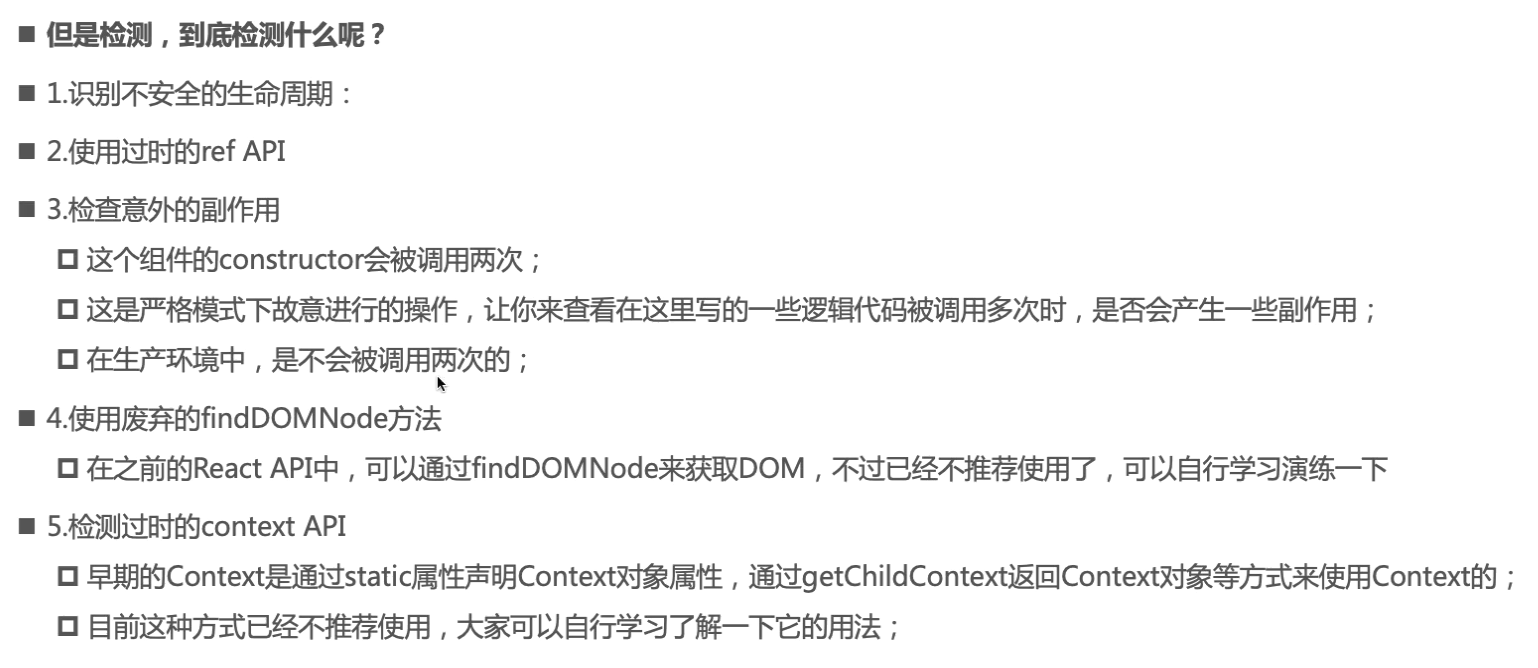 ■ 但是检测，到底检测什么呢？
■ 1.识别不安全的生命周期：
■ 2.使用过时的ref API
■ 3.检查意外的副作用
这个组件的constructor会被调用两次；
这是严格模式下故意进行的操作，让你来查看在这里写的一些逻辑代码被调用多次时，是否会产生一些副作用；
在生产环境中，是不会被调用两次的；
■ 4.使用废弃的findDOMNode方法
在之前的React API中，可以通过findDOMNode来获取DOM，不过已经不推荐使用了，可以自行学习演练一下
■ 5.检测过时的context API
早期的Context是通过static属性声明Context对象属性，通过getChildContext返回Context对象等方式来使用Context的；
目前这种方式已经不推荐使用，大家可以自行学习了解一下它的用法；